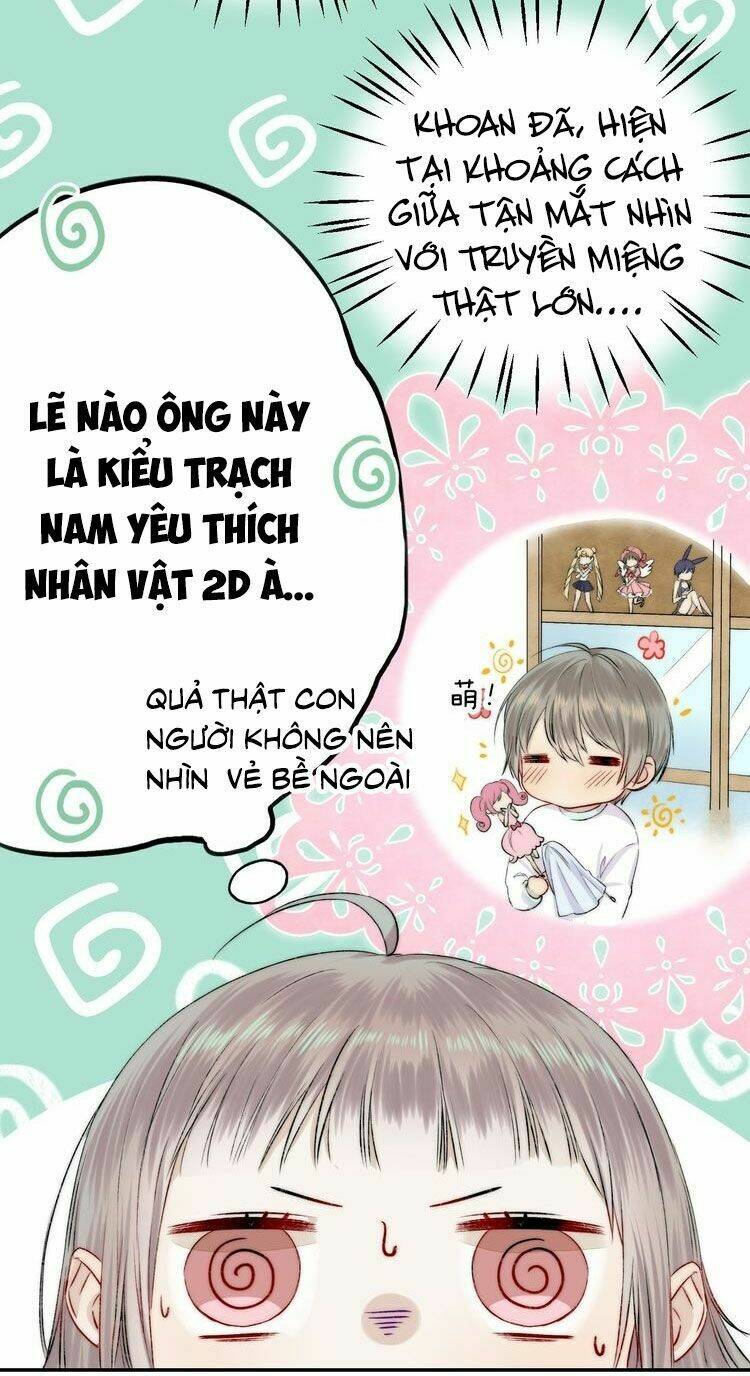 KHOAN ĐÃ, HIỆN
TẠI KHOẢNG CÁCH
GIỮA TẬN MẮT NHÌN
VỚI TRUYỀN MIỆNG
THẬT LỚN....
LẼ NÀO ÔNG NÀY
LÀ KIỂU TRẠCH
NAM YÊU THÍCH
NHÂN VẬT 2D À...
萌!
QUẢ THẬT CON
NGƯỜI KHÔNG NÊN
NHÌN VẺ BỀ NGOÀI